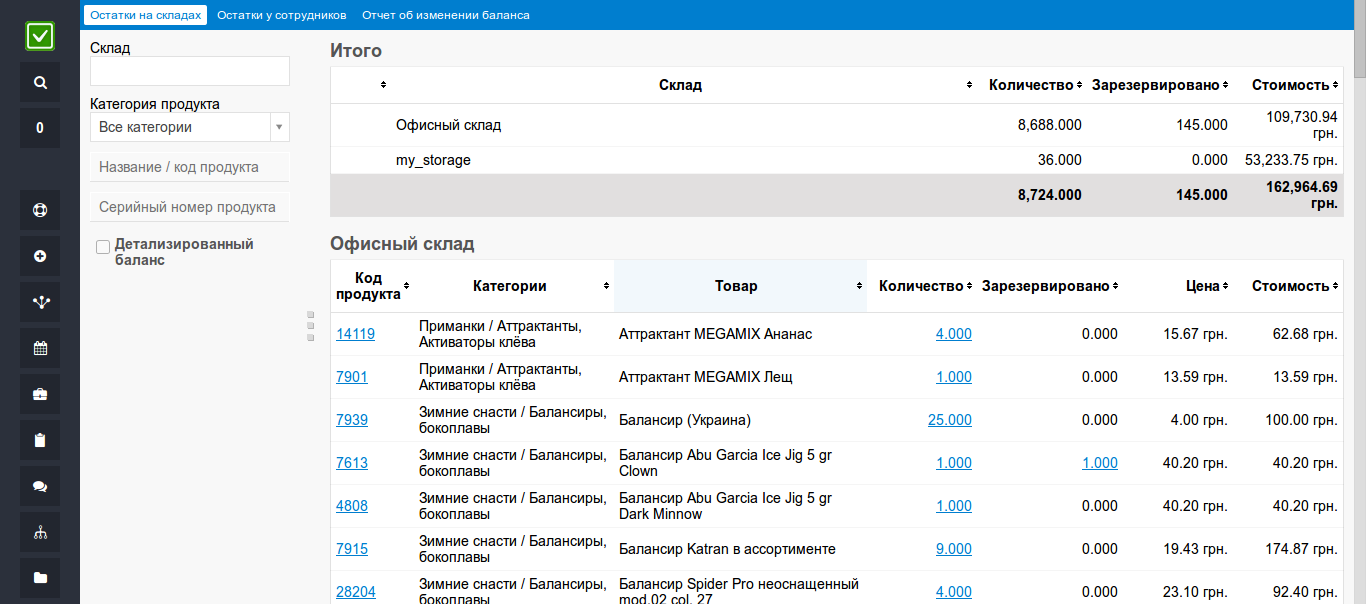 Остатки на складах Остатки у сотрудников Отчет об изменении баланса
0
Склад
Категория продукта
Все категории
Название / код продукта
Серийный номер продукта
Детализированный
баланс
Итого
Склад Количество Зарезервировано Стоимость
Офисный склад 8,688.000 145.000 109,730.94
грн.
my_storage 36.000 0.000 53,233.75 грн.
8,724.000 145.000 162,964.69
грн.
Офисный склад
Код
продукта Категории Товар Количество Зарезервировано Цена Стоимость
14119 Приманки / Аттрактанты,
Активаторы клёва Аттрактант MEGAMIX Ананас 4.000 0.000 15.67 грн. 62.68 грн.
7901 Приманки / Аттрактанты,
Активаторы клёва Аттрактант MEGAMIX Лещ 1.000 0.000 13.59 грн. 13.59 грн.
7939 Зимние снасти / Балансиры,
бокоплавы Балансир (Украина) 25.000 0.000 4.00 грн. 100.00 грн.
7613 Зимние снасти / Балансиры,
бокоплавы Балансир Abu Garcia Ice Jig 5 gr
Clown 1.000 1.000 40.20 грн. 40.20 грн.
4808 Зимние снасти / Балансиры,
бокоплавы Балансир Abu Garcia Ice Jig 5 gr
Dark Minnow 1.000 0.000 40.20 грн. 40.20 грн.
7915 Зимние снасти / Балансиры,
бокоплавы Балансир Katran в ассортименте 9.000 0.000 19.43 грн. 174.87 грн.
28204 Зимние снасти / Балансиры,
бокоплавы Балансир Spider Pro неоснащенный
mod.02 col. 27 4.000 0.000 23.10 грн. 92.40 грн.